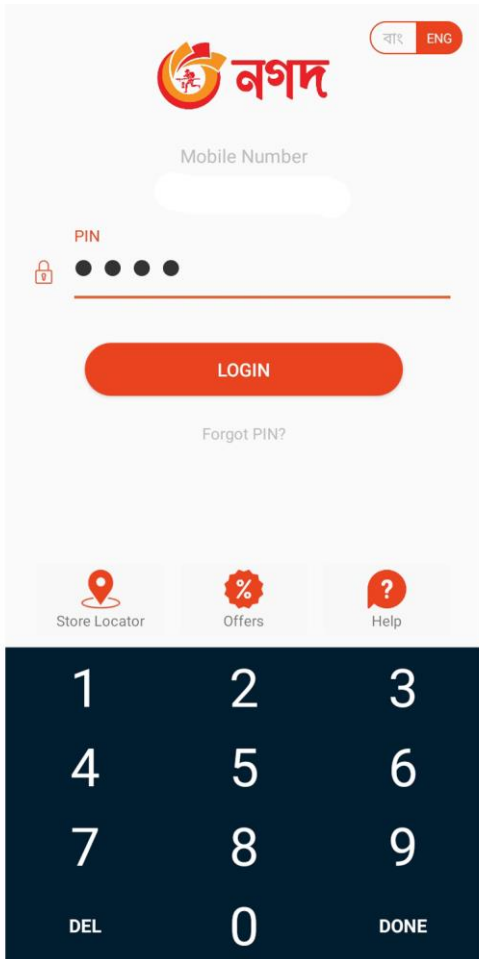 বাং ENG
নগদ
Mobile Number
PIN
LOGIN
Forgot PIN?
Store Locator Offers Help
1 2 3
4 5 6
7 8 9
DEL 0 DONE